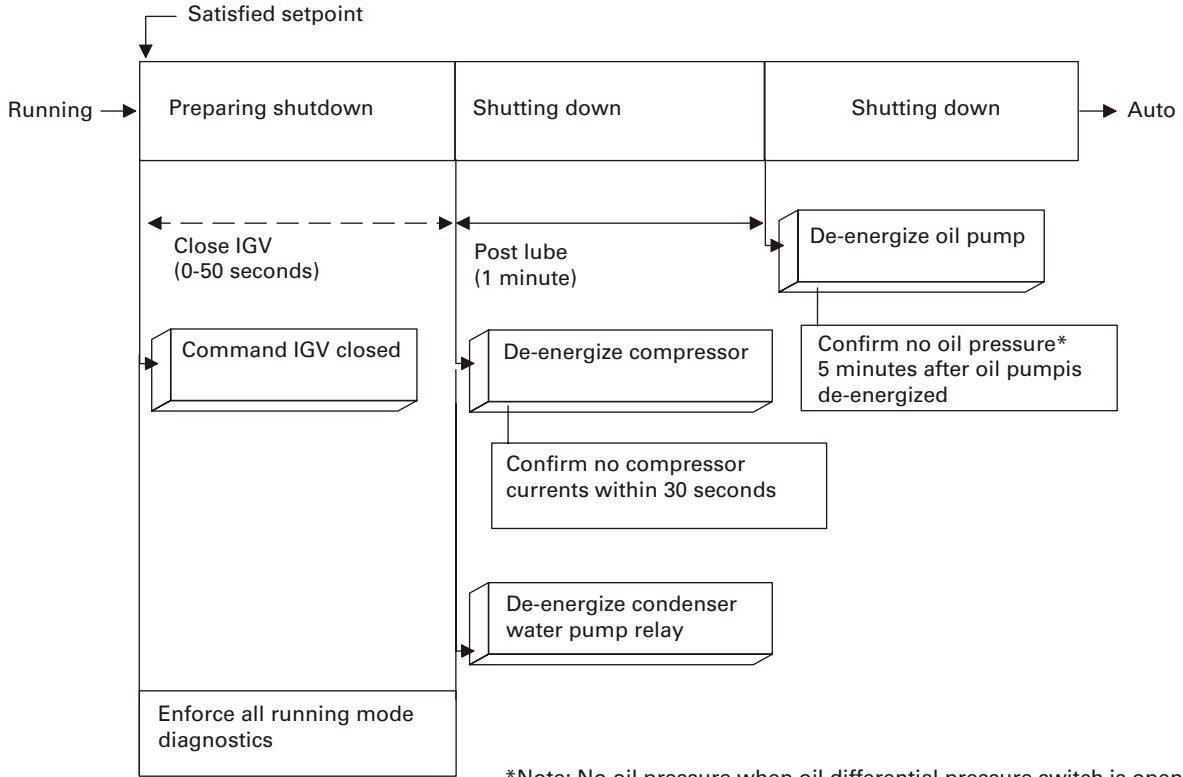 Satisfied setpoint
Running
Preparing shutdown
Shutting down
Shutting down
Auto
Close IGV
(0-50 seconds)
Post lube
(1 minute)
De-energize oil pump
Command IGV closed
De-energize compressor
Confirm no oil pressure*
5 minutes after oil pumpis
de-energized
Confirm no compressor
currents within 30 seconds
De-energize condenser
water pump relay
Enforce all running mode
diagnostics
*Note: No oil pressure when oil differential pressure switch is open